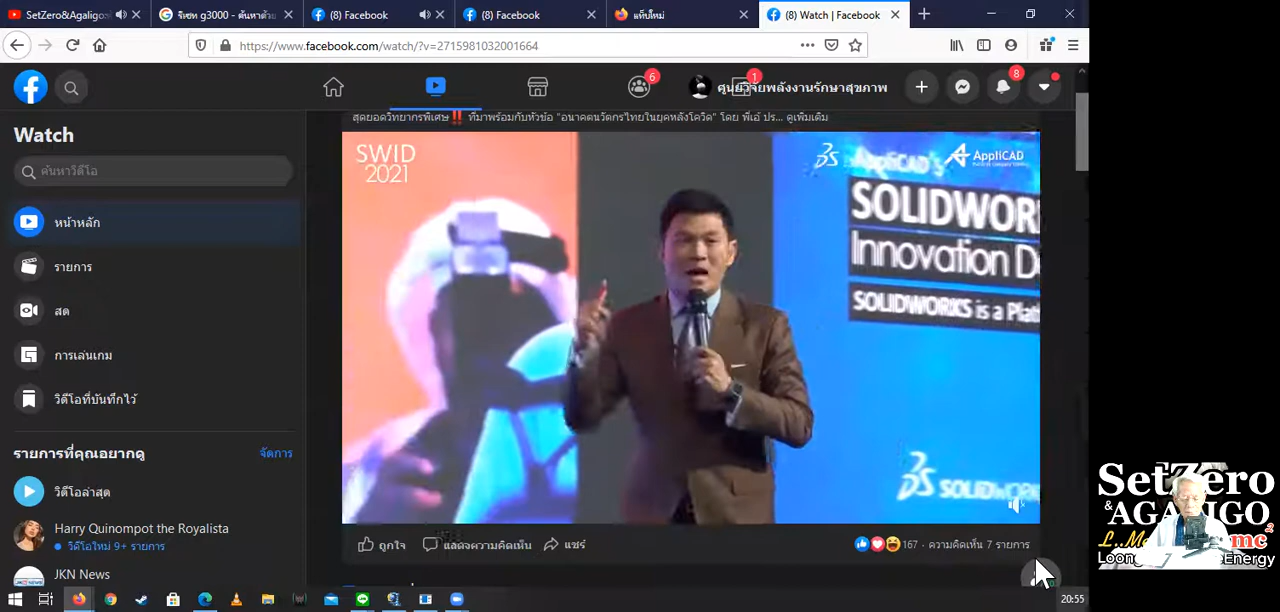 SetZero&Agaligo
รีเซท g3000 - ค้นหาด้วย
(8) Facebook
(8) Facebook
แท็บใหม่
(8) Watch | Facebook
https://www.facebook.com/watch/?v=2715981032001664
6
1
ศูนย์วิจัยพลังงานรักษาสุขภาพ
8
Watch
ค้นหาวิดีโอ
หน้าหลัก
รายการ
สด
การเล่นเกม
วิดีโอที่บันทึกไว้
รายการที่คุณอยากดู
จัดการ
วิดีโอล่าสุด
Harry Quinompot the Royalista
วิดีโอใหม่ 9+ รายการ
JKN News
สุดยอดวิทยากรพิเศษ‼️ ที่มาพร้อมกับหัวข้อ "อนาคตนวัตกรไทยในยุคหลังโควิด" โดย พี่เอ้ ปร... ดูเพิ่มเติม
SWID
2021
AppliCAD
AppliCAD's
SOLIDWOR
Innovation D
SOLIDWORKS is a Plat
SOLIDWORK
ถูกใจ
แสดงความคิดเห็น
แชร์
167 · ความคิดเห็น 7 รายการ
20:55
SetZero
&AGALIGO
L..M
mc²
Loon
Energy